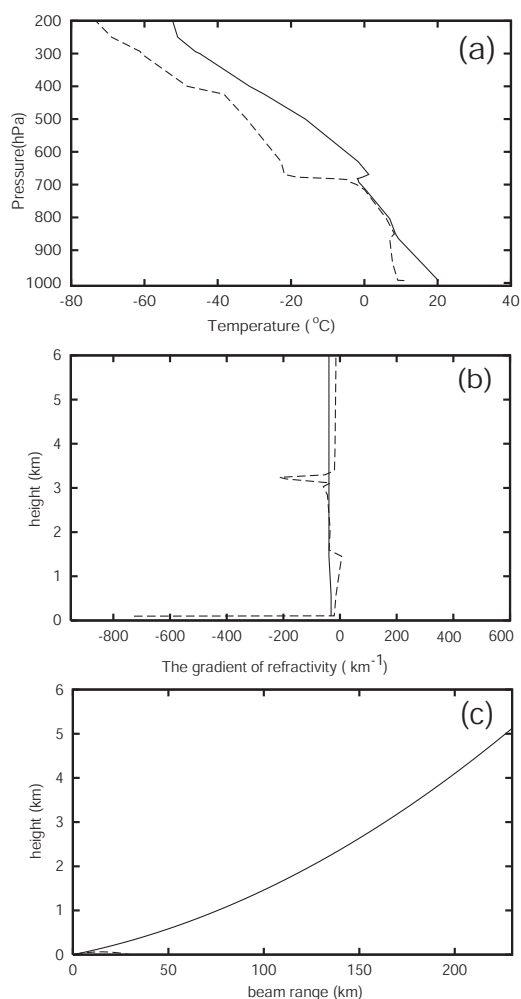 (a)
200
300
400
500
600
700
800
900
1000
Pressure(hPa)
-80 -60 -40 -20 0 20 40
Temperature ( °C)
(b)
6
5
4
3
2
1
0
height (km)
-800 -600 -400 -200 0 200 400 600
The gradient of refractivity ( km-1)
(c)
6
5
4
3
2
1
0
height (km)
0 50 100 150 200
beam range (km)